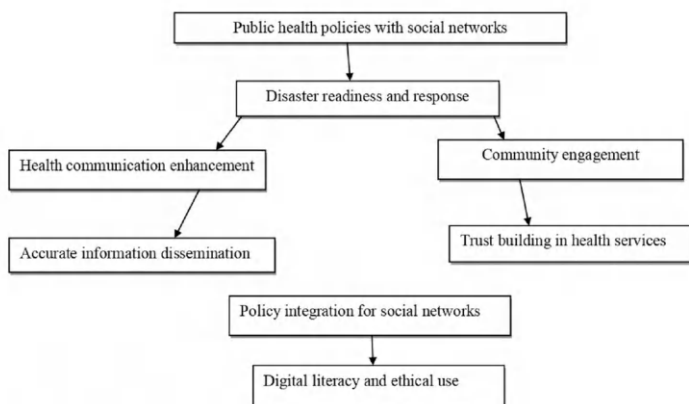 Public health policies with social networks
Disaster readiness and response
Health communication enhancement
Community engagement
Accurate information dissemination
Trust building in health services
Policy integration for social networks
Digital literacy and ethical use